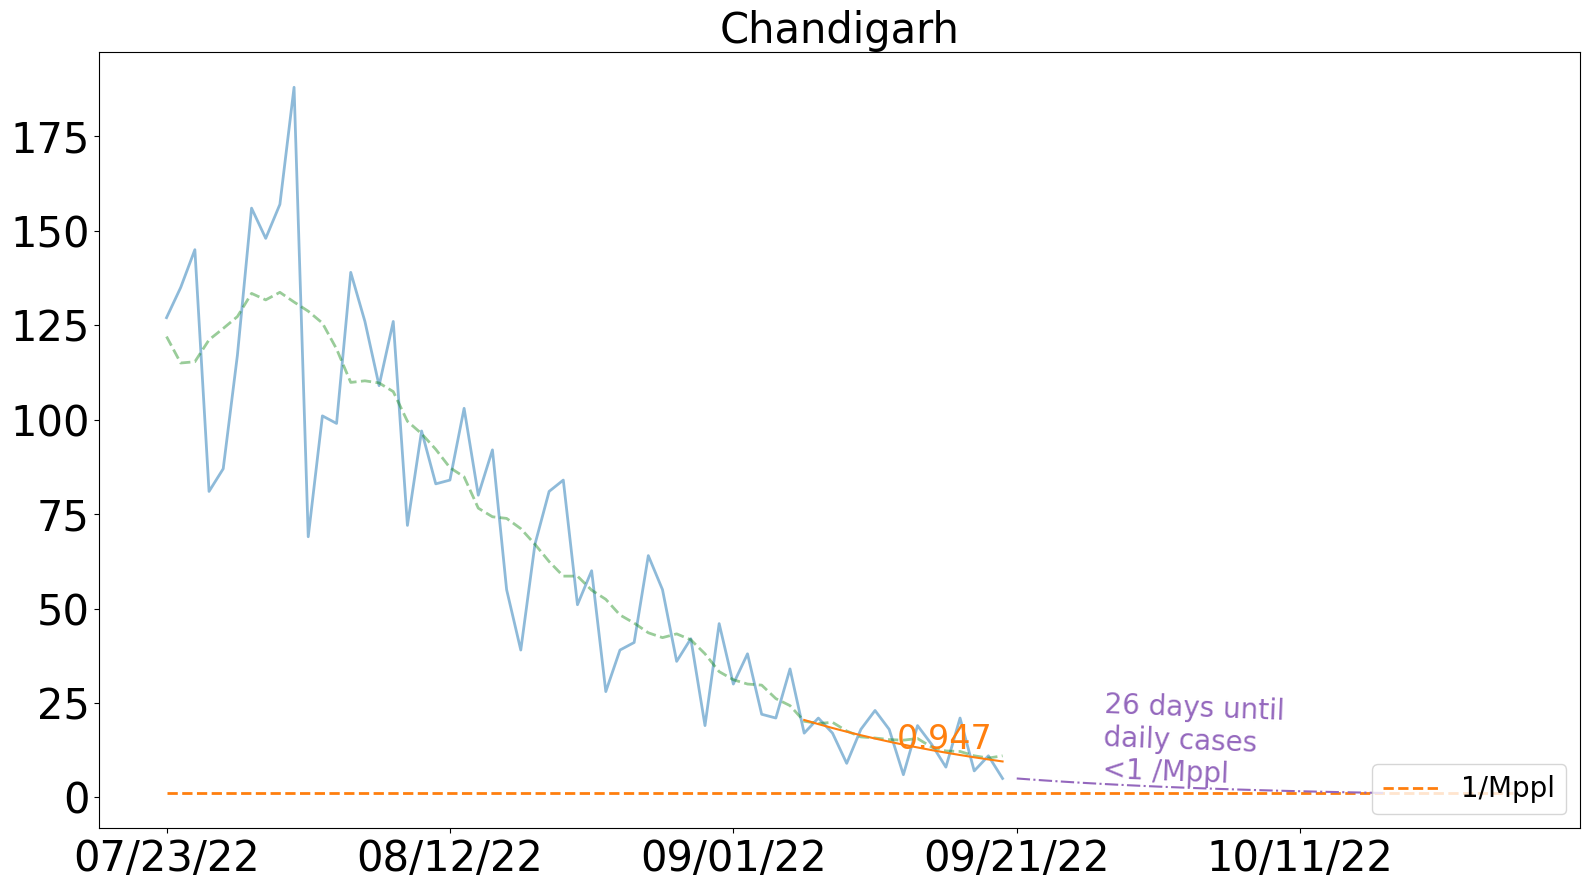 Chandigarh
175
150
125
100
75
50
25
0
0.947
26 days until
daily cases
<1 /Mppl
1/Mppl
07/23/22
08/12/22
09/01/22
09/21/22
10/11/22